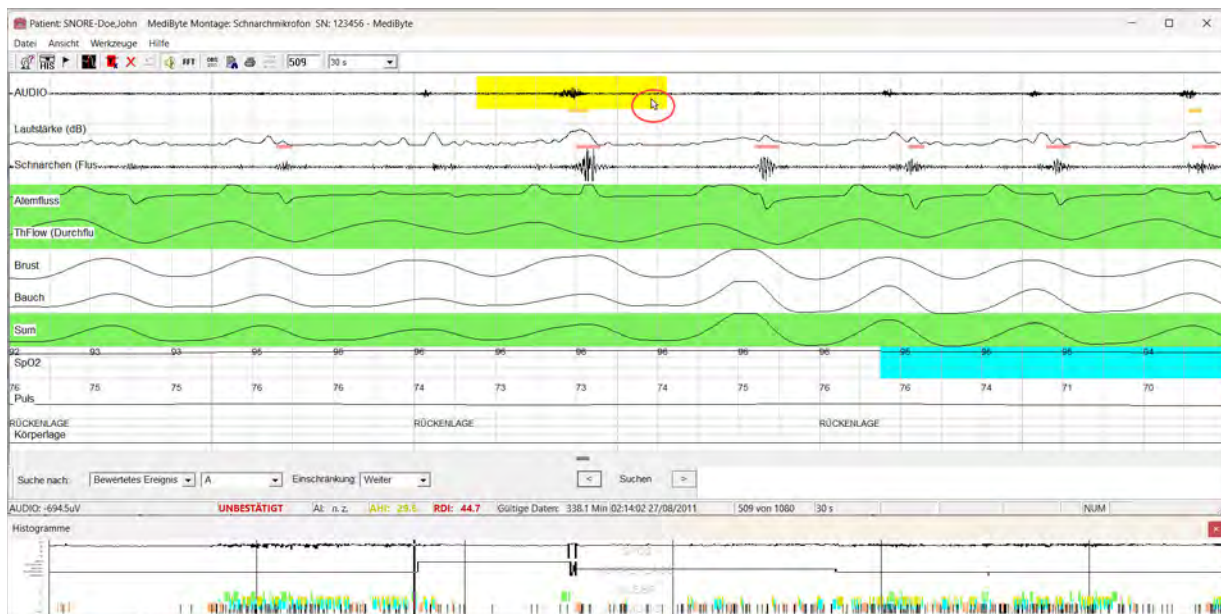 Patient: SNORE-Doe,John MediByte Montage: Schnarchmikrofon SN: 123456 - MediByte
Datei Ansicht Werkzeuge Hilfe
HIS FFT 509 30 s
AUDIO
Lautstärke (dB)
Schnarchen (Flus
Atemfluss
ThFlow (Durchflu
Brust
Bauch
Sum
92 93 93 95 95 96 96 96 96 96 96 95 96 95 94
SpO2
76 75 75 76 76 74 73 73 74 75 76 76 74 71 70
Puls
RÜCKENLAGE RÜCKENLAGE RÜCKENLAGE
Körperlage
Suche nach: Bewertetes Ereignis A Einschränkung: Weiter < Suchen >
AUDIO: -694.5uV UNBESTÄTIGT AI: n. z. AHI: 29.6 RDI: 44.7 Gültige Daten: 338.1 Min 02:14:02 27/08/2011 509 von 1080 30 s NUM
Histogramme